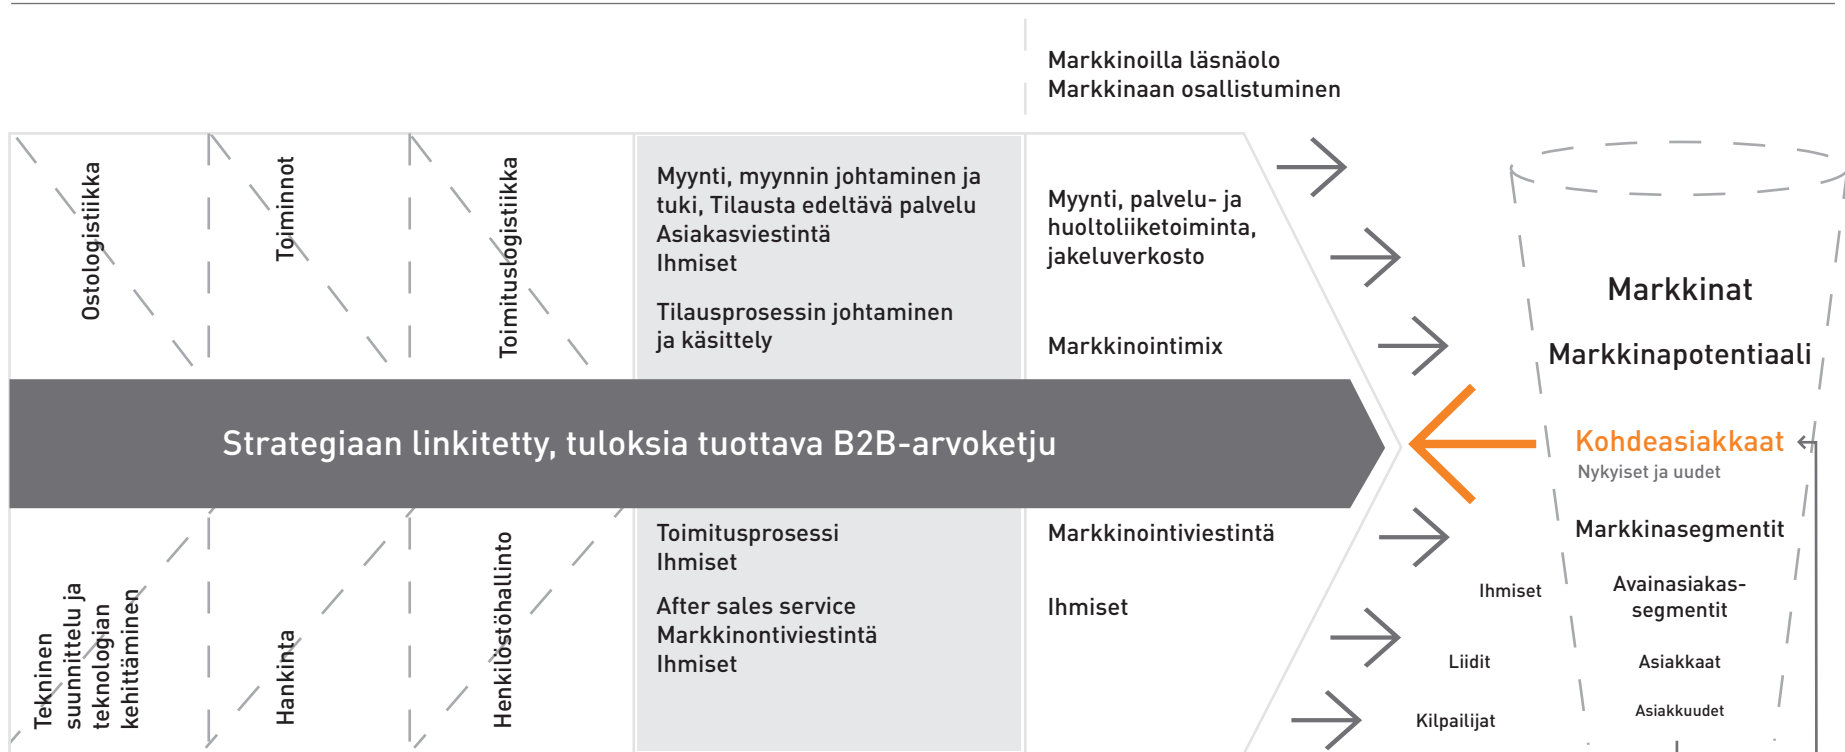 Markkinoilla läsnäolo
Markkinaan osallistuminen
Ostologistiikka
Toiminnot
Toimituslogistiikka
Myynti, myynnin johtaminen ja
tuki, Tilausta edeltävä palvelu
Asiakasviestintä
Ihmiset
Tilausprosessin johtaminen
ja käsittely
Myynti, palvelu- ja
huoltoliiketoiminta,
jakeluverkosto
Markkinointimix
Markkinat
Markkinapotentiaali
Strategiaan linkitetty, tuloksia tuottava B2B-arvoketju
Kohdeasiakkaat
Nykyiset ja uudet
Tekninen
suunnittelu ja
teknologian
kehittäminen
Hankinta
Henkilöstöhallinto
Toimitusprosessi
Ihmiset
After sales service
Markkinontiviestintä
Ihmiset
Markkinointiviestintä
Ihmiset
Markkinasegmentit
Ihmiset
Avainasiakas-
segmentit
Liidit
Asiakkaat
Kilpailijat
Asiakkuudet